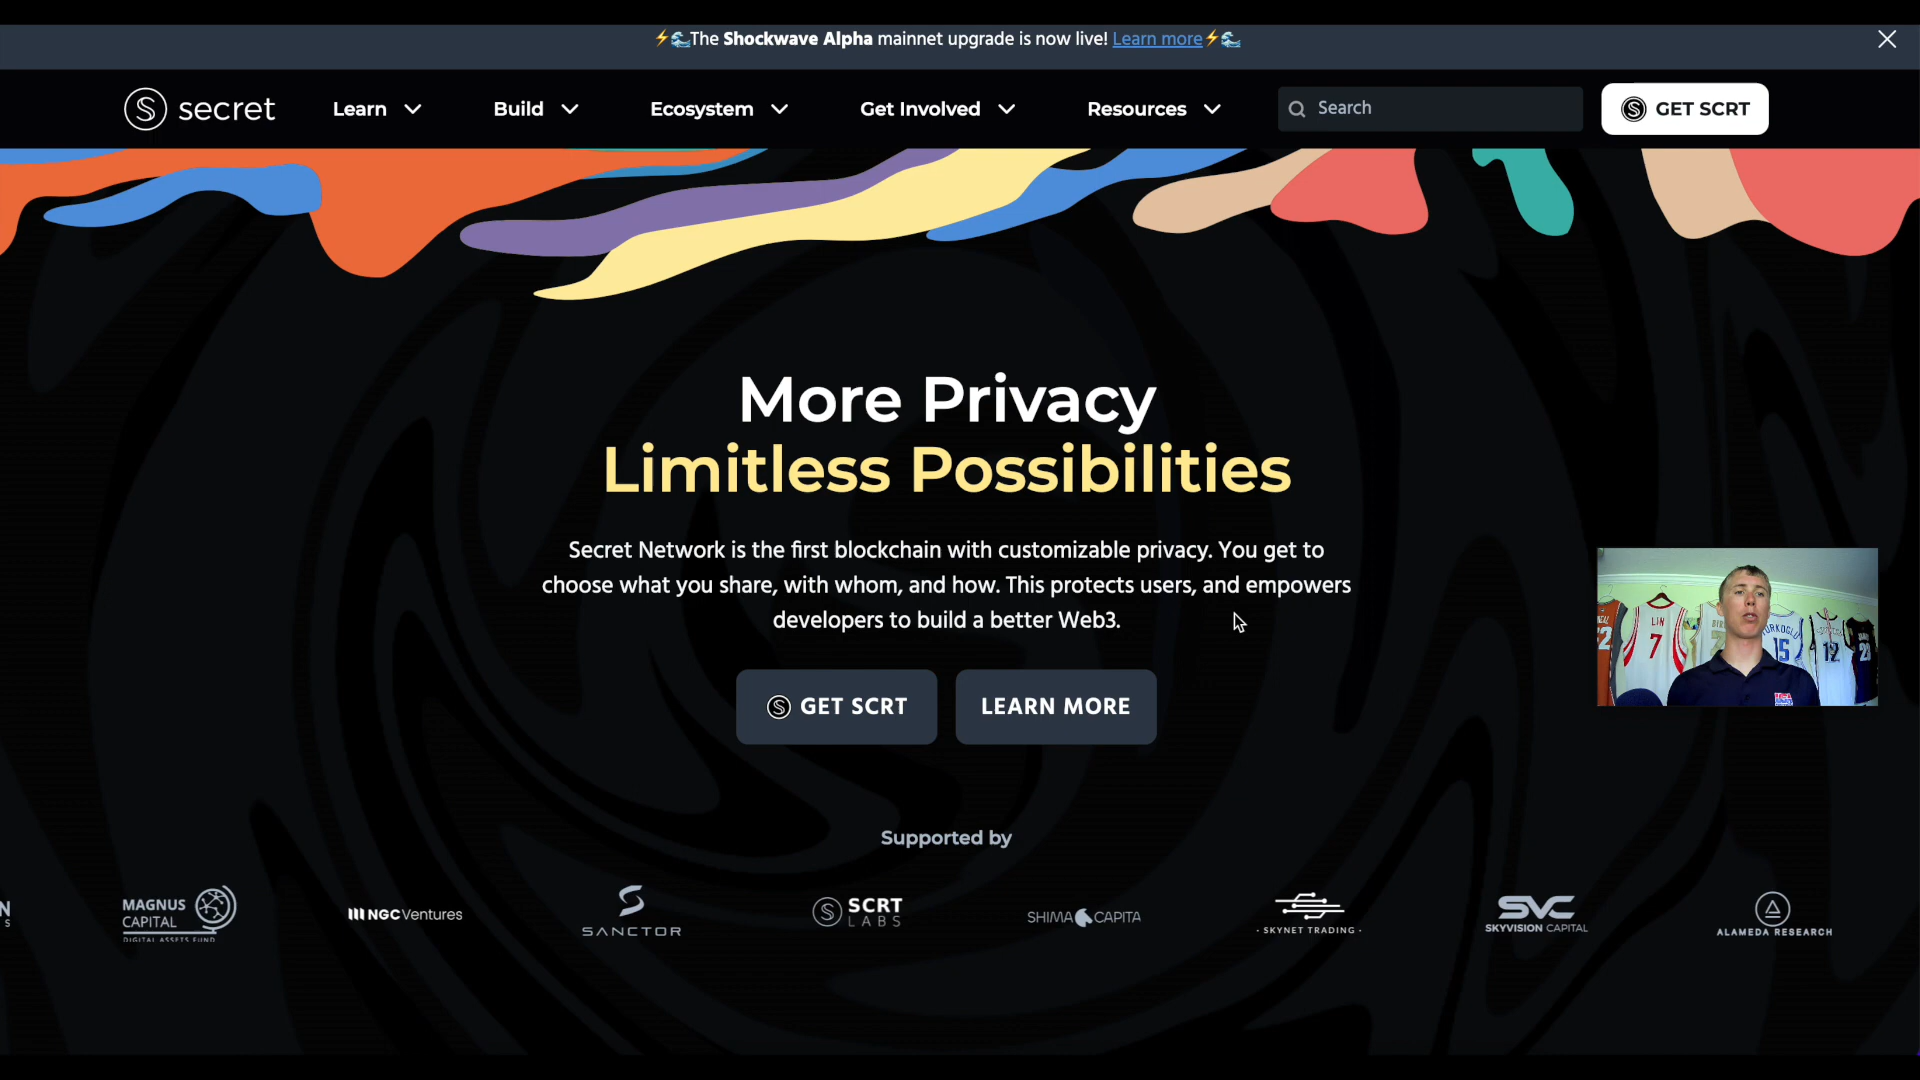 ⚡🌊The Shockwave Alpha mainnet upgrade is now live! Learn more⚡🌊
secret
Learn
Build
Ecosystem
Get Involved
Resources
Search
GET SCRT
More Privacy
Limitless Possibilities
Secret Network is the first blockchain with customizable privacy. You get to
choose what you share, with whom, and how. This protects users, and empowers
developers to build a better Web3.
GET SCRT
LEARN MORE
LIN
7
15
12
Supported by
MAGNUS
CAPITAL
DIGITAL ASSETS FUND
NGC Ventures
SANCTOR
SCRT
LABS
SHIMA CAPITA
· SKYNET TRADING ·
SVC
SKYVISION CAPITAL
ALAMEDA RESEARCH